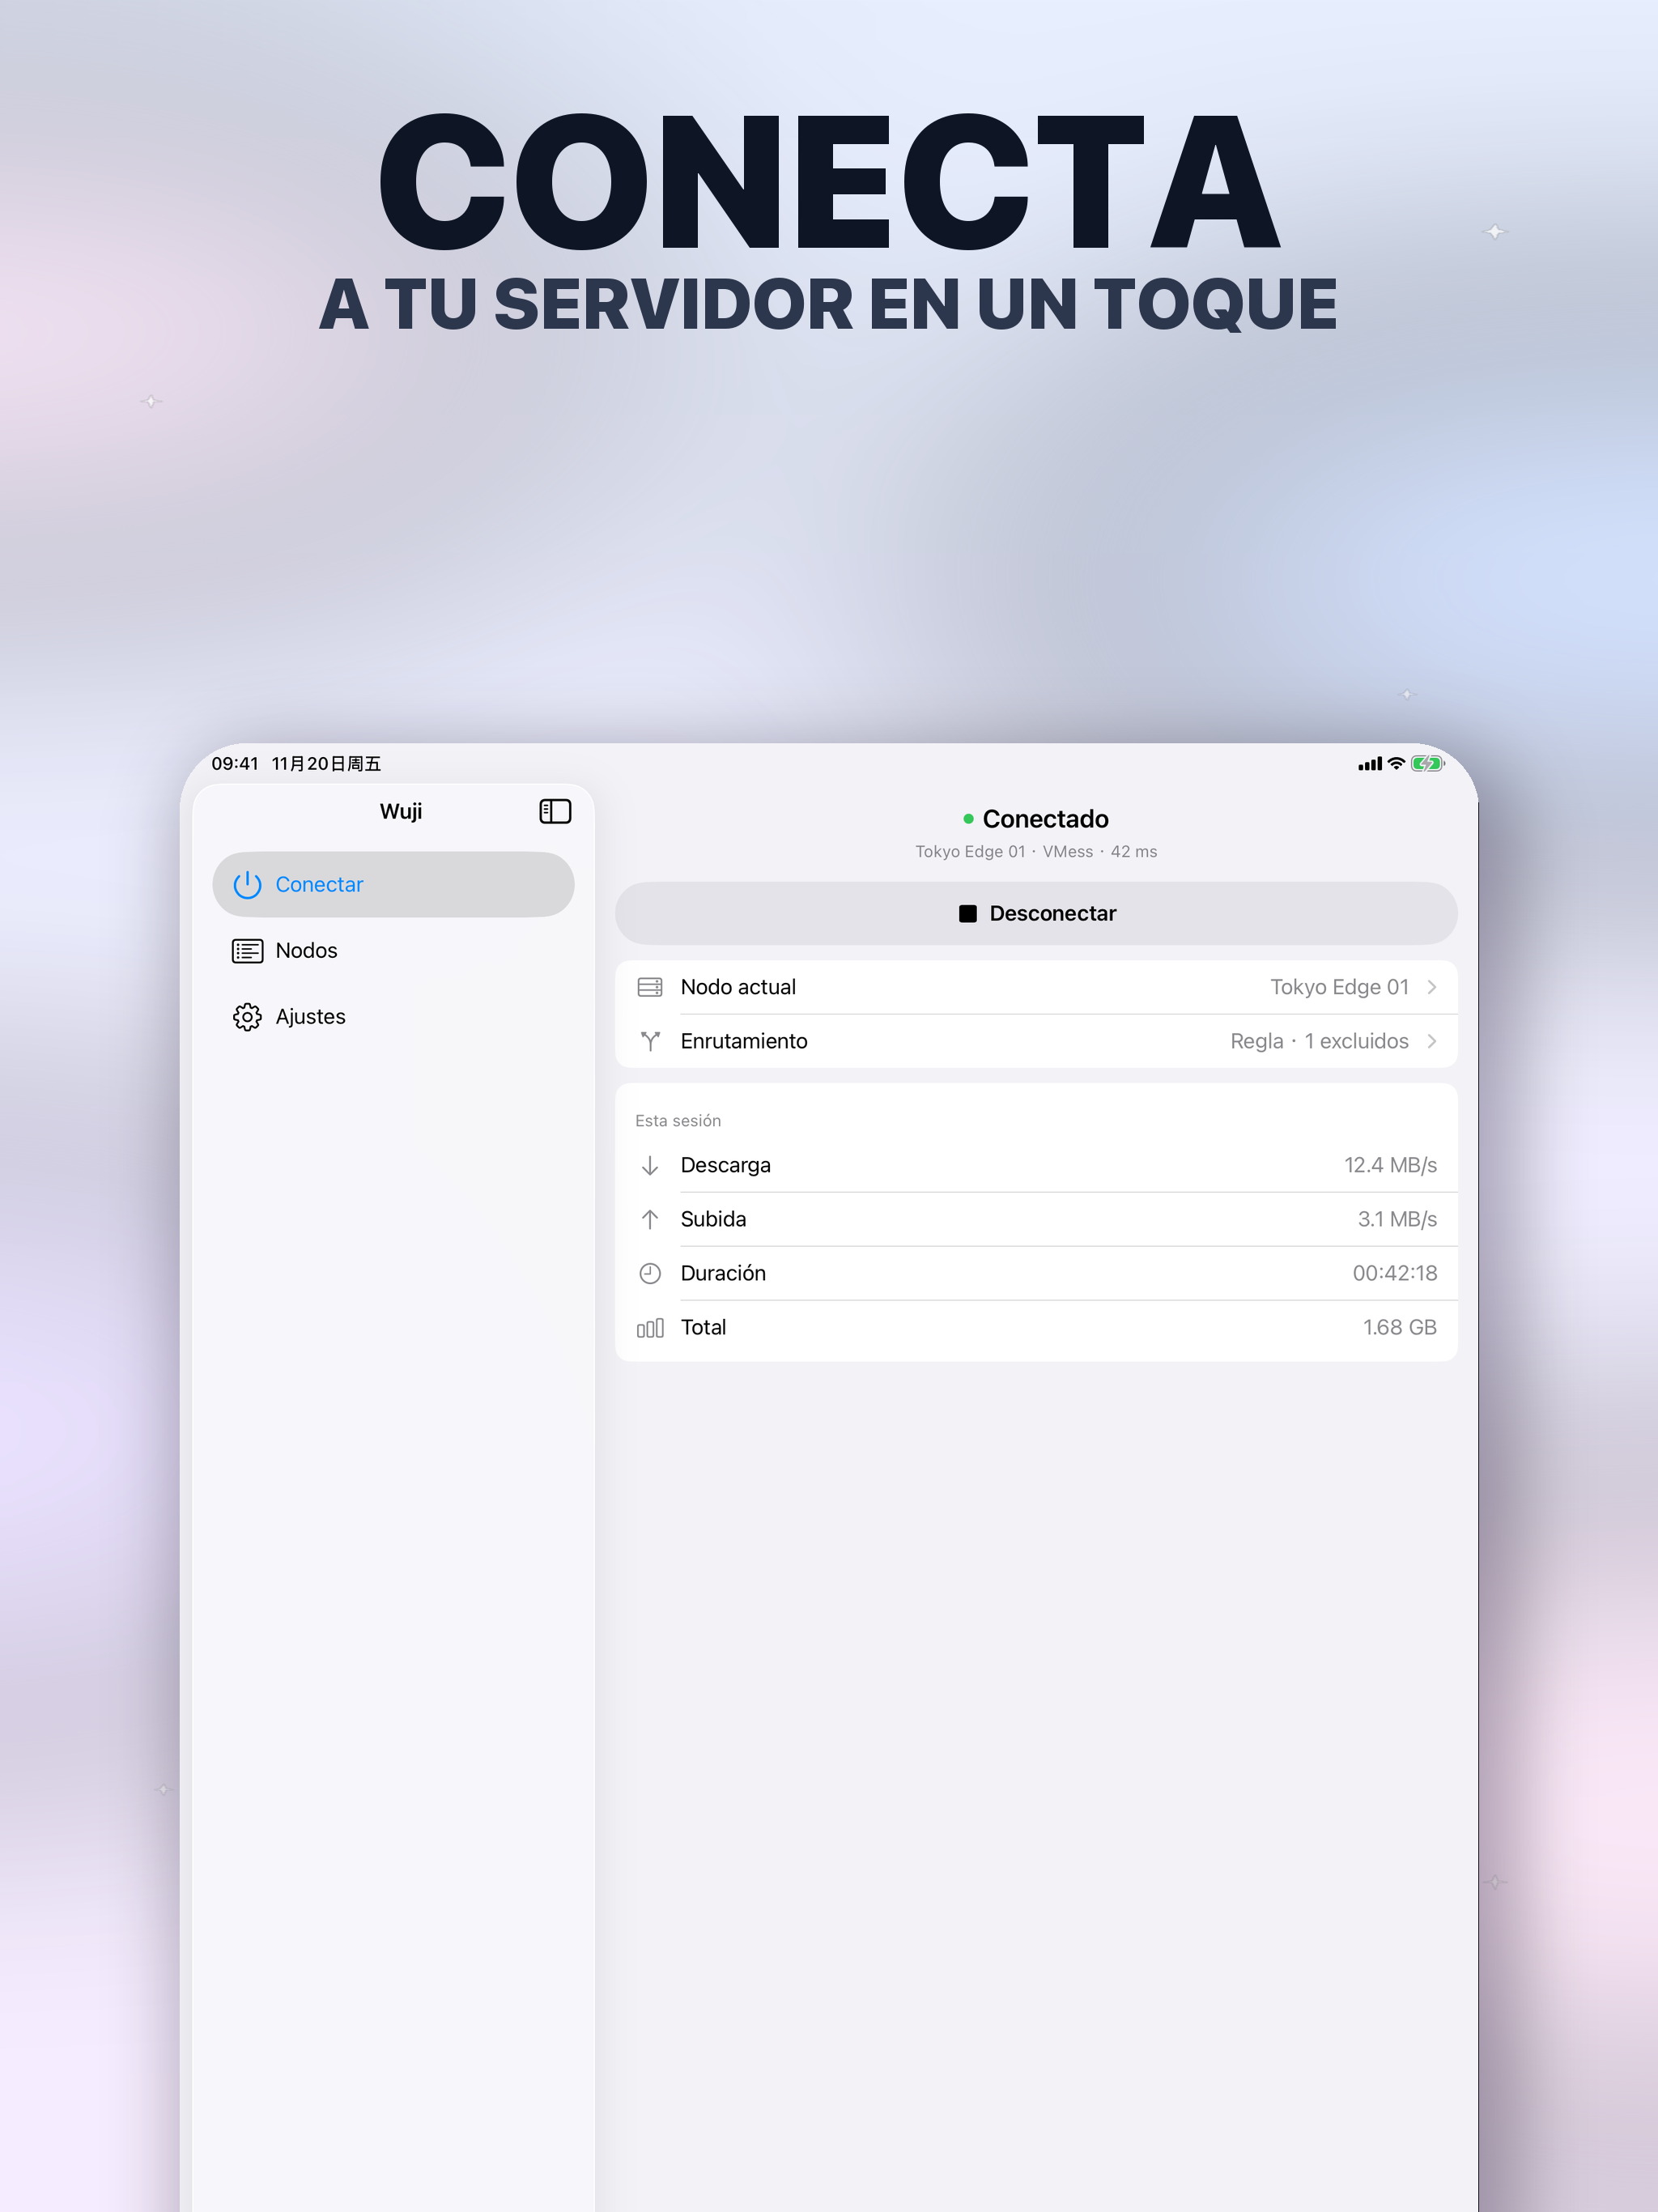 CONECTA
A TU SERVIDOR EN UN TOQUE
09:41 11月20日周五
Wuji
Conectar
Nodos
Ajustes
Conectado
Tokyo Edge 01 · VMess · 42 ms
Desconectar
Nodo actual Tokyo Edge 01
Enrutamiento Regla · 1 excluidos
Esta sesión
Descarga 12.4 MB/s
Subida 3.1 MB/s
Duración 00:42:18
Total 1.68 GB